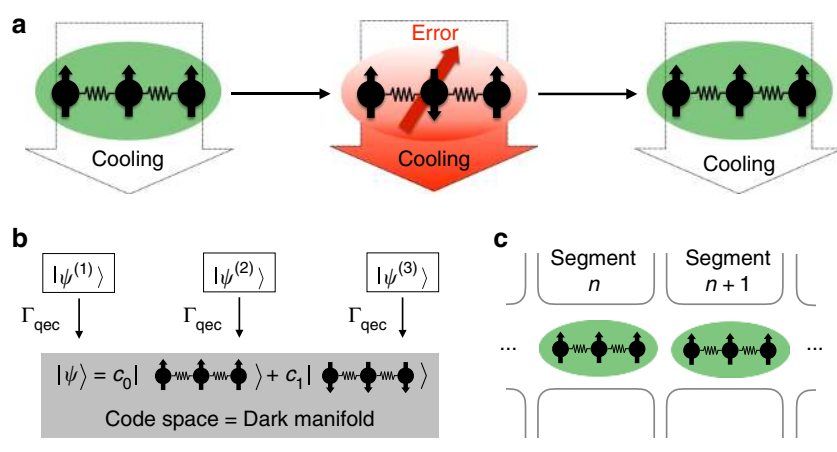 a
Error
Cooling
Cooling
Cooling
b
|ψ⁽¹⁾⟩
|ψ⁽²⁾⟩
|ψ⁽³⁾⟩
Γqec
Γqec
Γqec
|ψ⟩ = c₀| ⟩ + c₁| ⟩
Code space = Dark manifold
c
Segment
n
Segment
n + 1
...
...